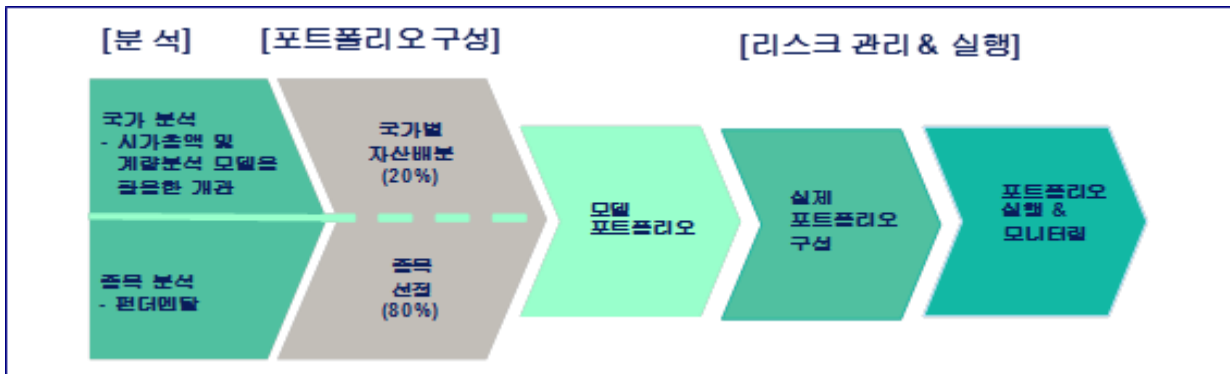 [분 석]
[포트폴리오 구성]
[리스크 관리 & 실행]
국가 분석
- 시가총액 및
계량분석 모델을
활용한 개관
국가별
자산배분
(20%)
종목 분석
- 펀더멘탈
종목
선정
(80%)
모델
포트폴리오
실제
포트폴리오
구성
포트폴리오
실행 &
모니터링